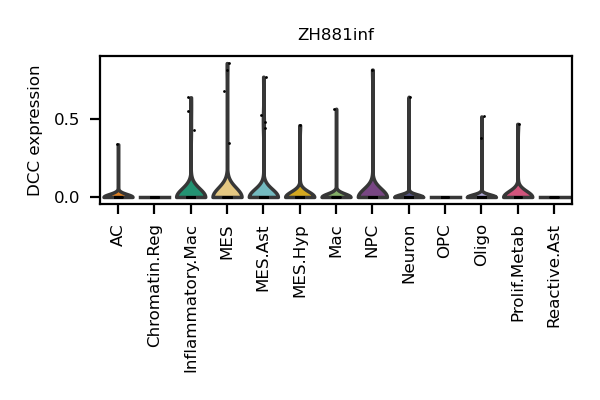 ZH881inf
DCC expression
0.5
0.0
AC
Chromatin.Reg
Inflammatory.Mac
MES
MES.Ast
MES.Hyp
Mac
NPC
Neuron
OPC
Oligo
Prolif.Metab
Reactive.Ast